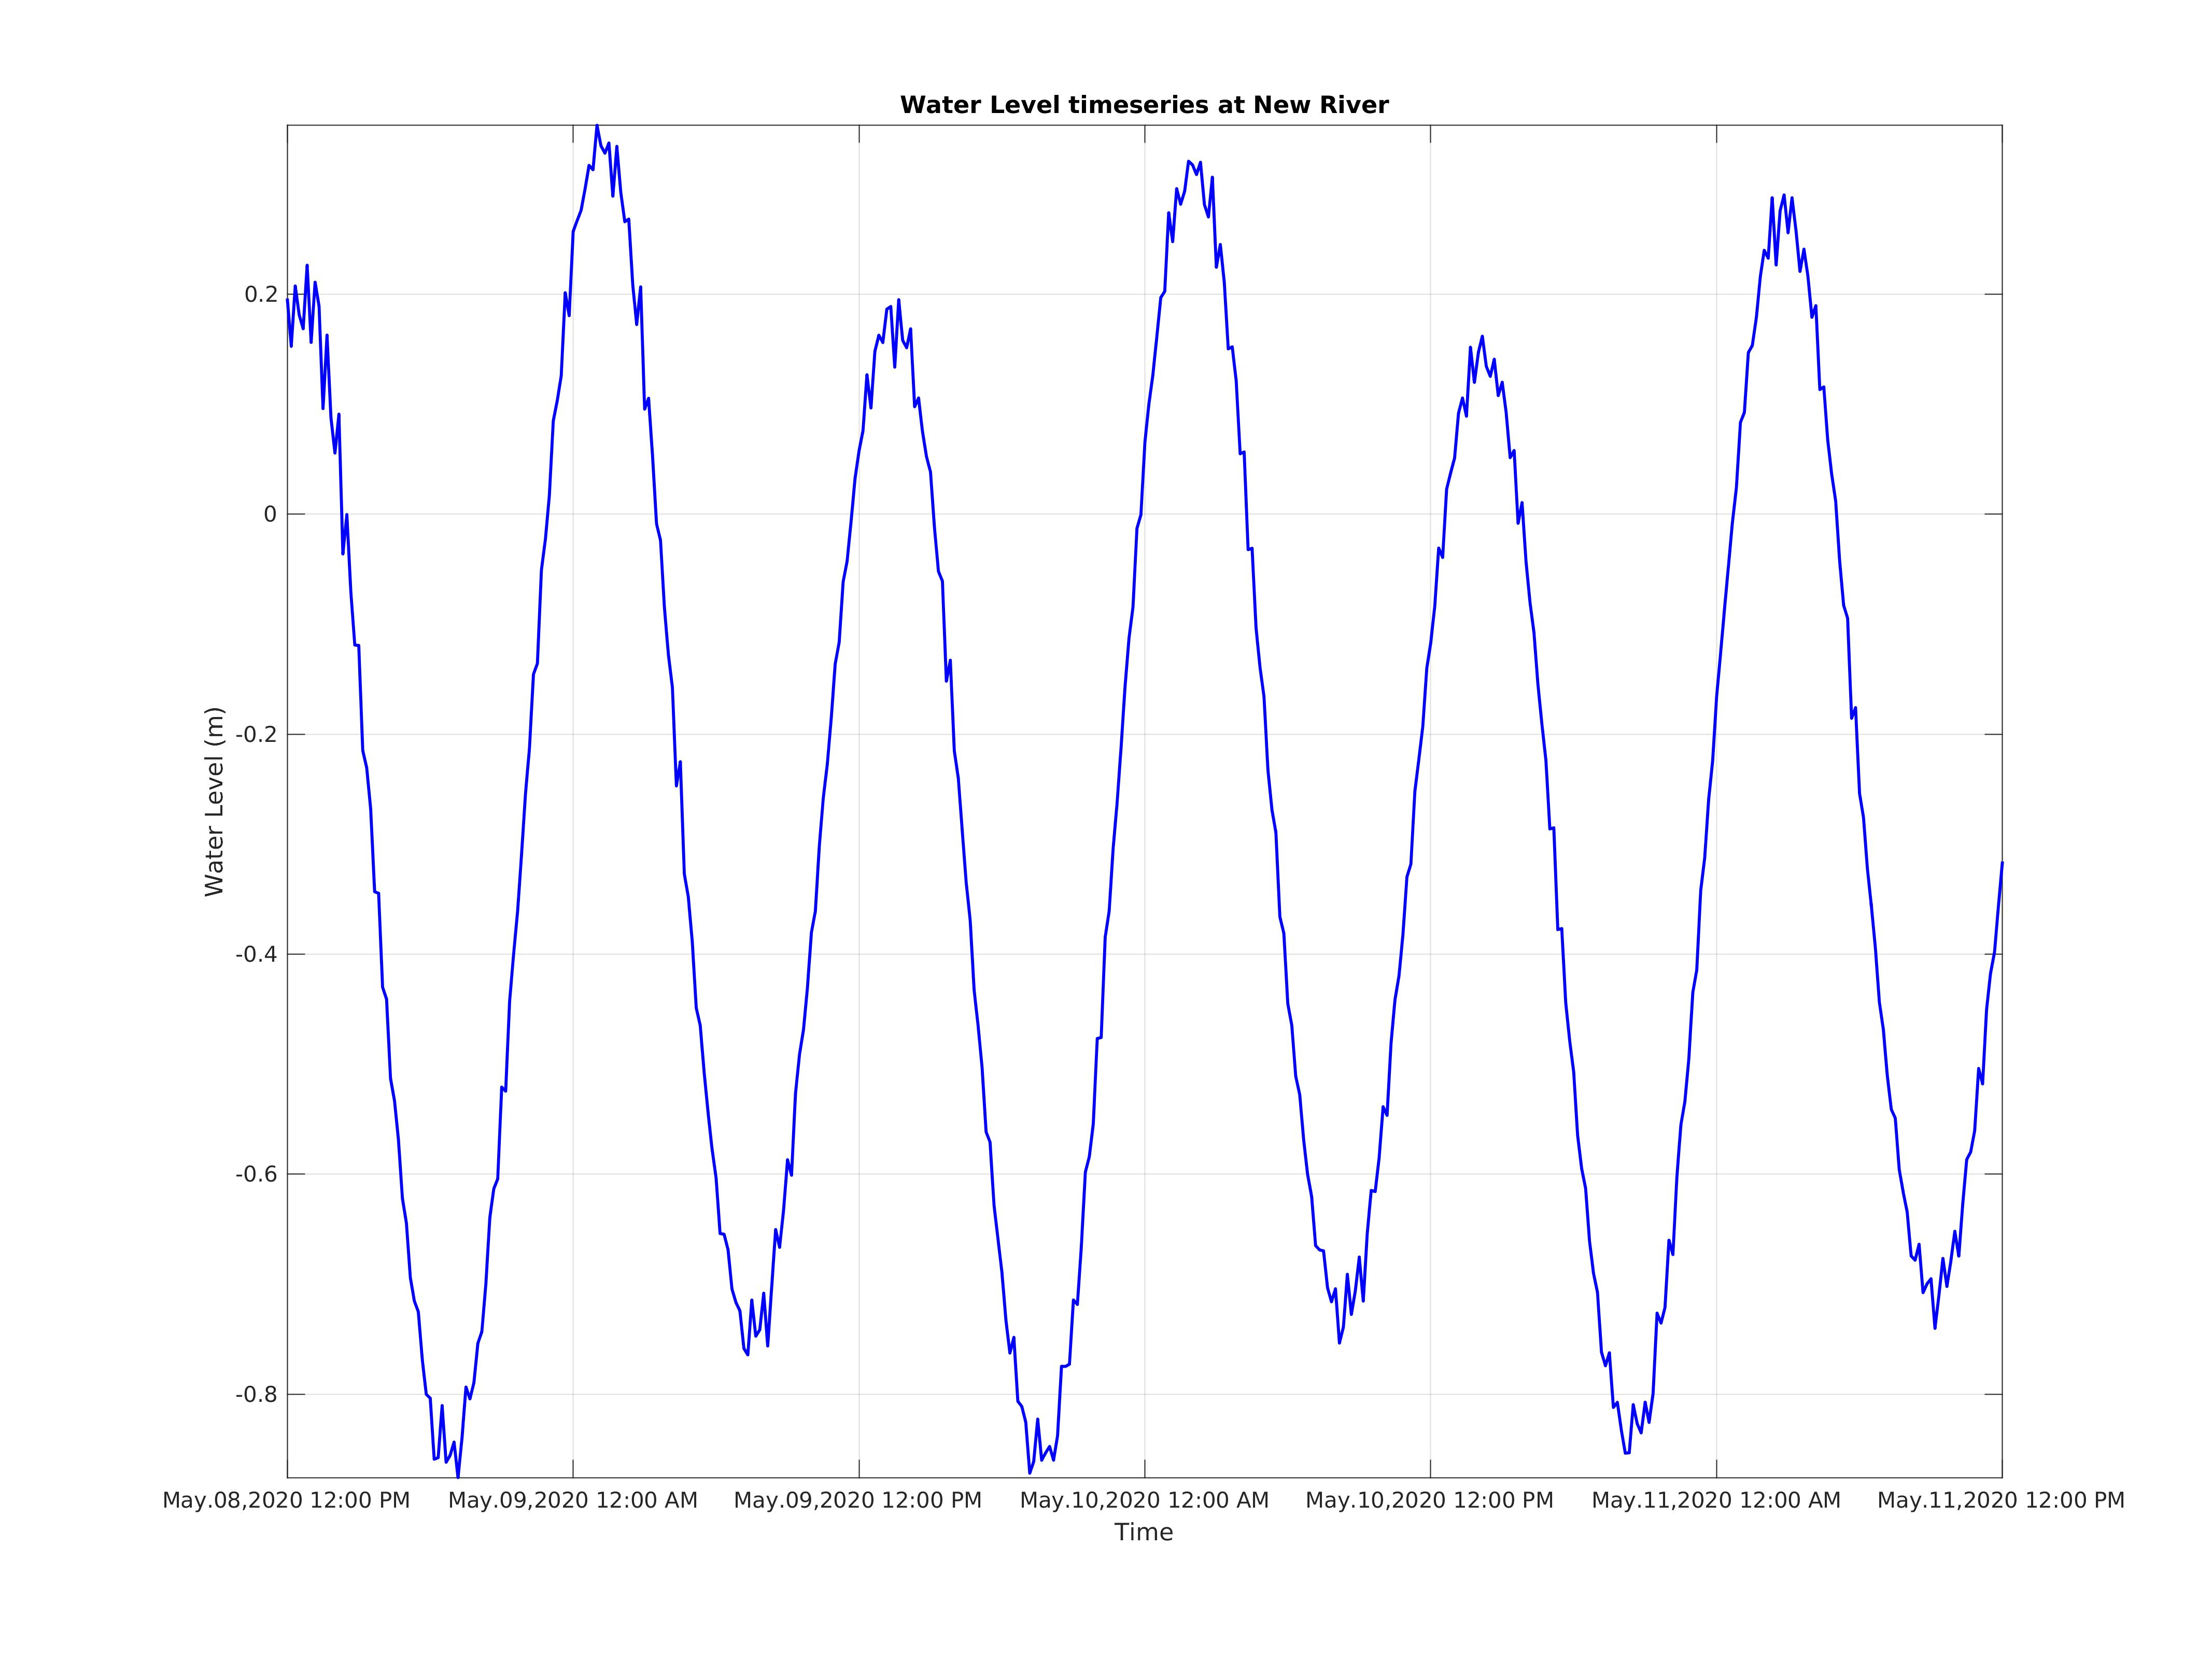 Water Level timeseries at New River
Water Level (m)
0.2
0
-0.2
-0.4
-0.6
-0.8
May.08,2020 12:00 PM
May.09,2020 12:00 AM
May.09,2020 12:00 PM
May.10,2020 12:00 AM
May.10,2020 12:00 PM
May.11,2020 12:00 AM
May.11,2020 12:00 PM
Time